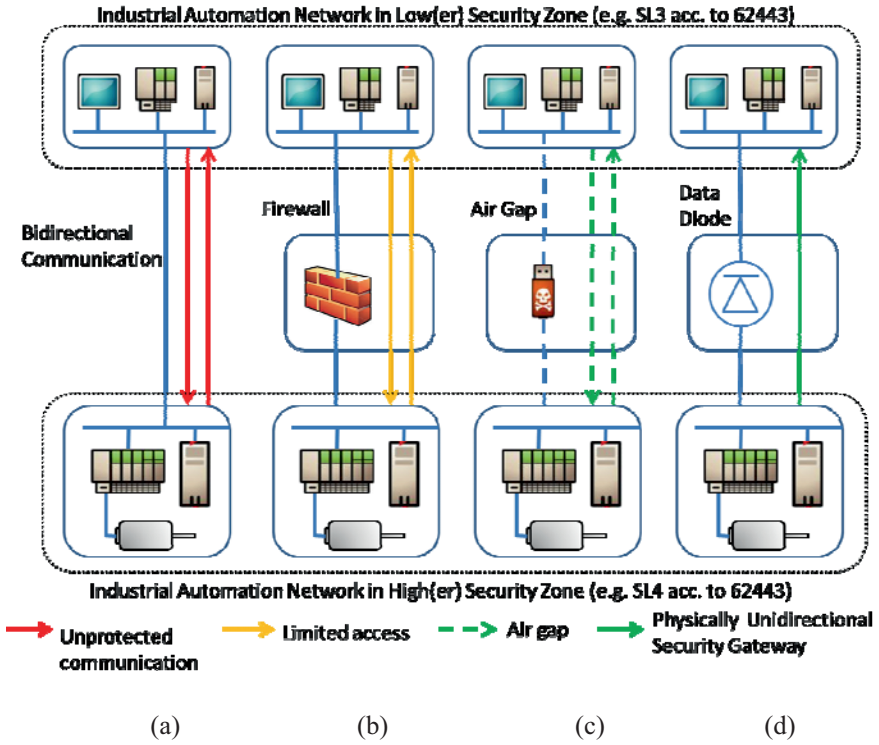 Industrial Automation Network in Low(er) Security Zone (e.g. SL3 acc. to 62443)
Bidirectional
Communication
Firewall
Air Gap
Data
Diode
Industrial Automation Network in High(er) Security Zone (e.g. SL4 acc. to 62443)
Unprotected
communication
Limited access
Air gap
Physically Unidirectional
Security Gateway
(a) (b) (c) (d)